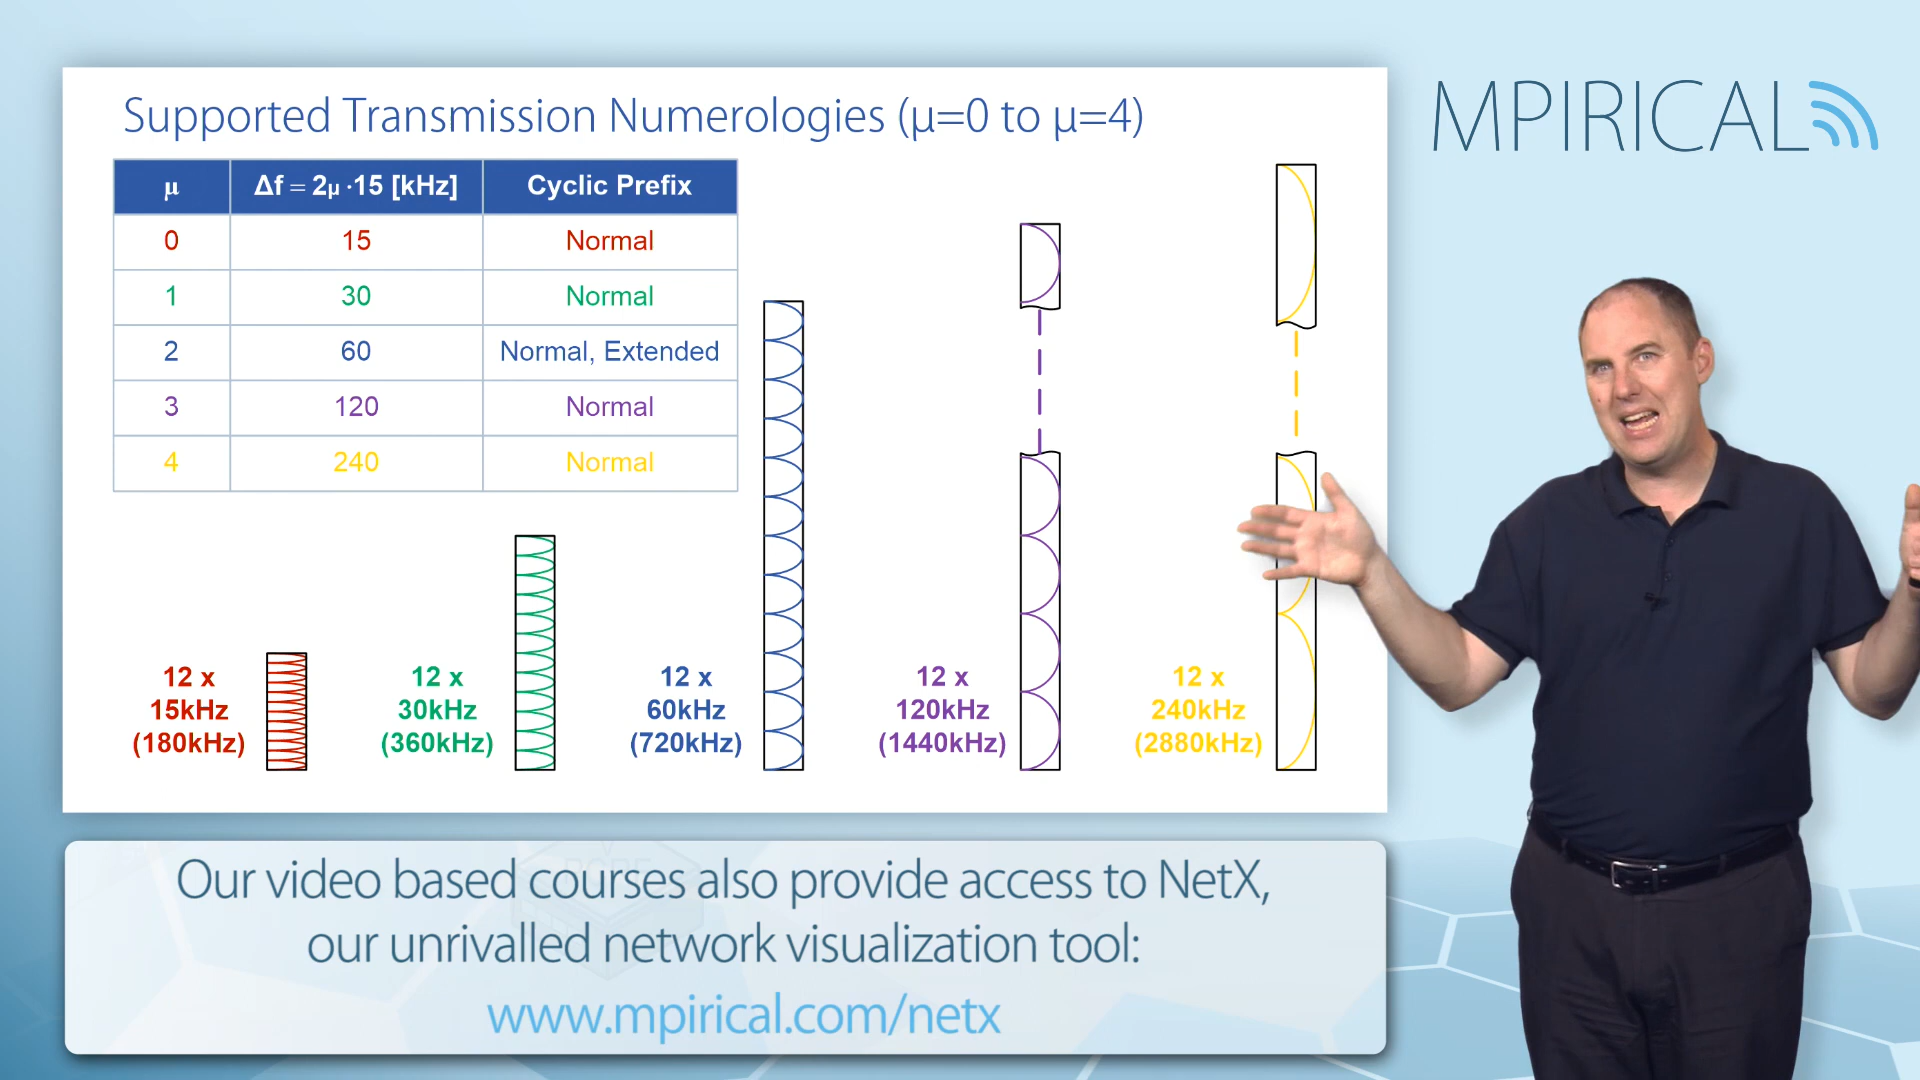 MPIRICAL
Supported Transmission Numerologies (µ=0 to µ=4)
µ Δf = 2µ ·15 [kHz] Cyclic Prefix
0 15 Normal
1 30 Normal
2 60 Normal, Extended
3 120 Normal
4 240 Normal
12 x
15kHz
(180kHz)
12 x
30kHz
(360kHz)
12 x
60kHz
(720kHz)
12 x
120kHz
(1440kHz)
12 x
240kHz
(2880kHz)
Our video based courses also provide access to NetX,
our unrivalled network visualization tool:
www.mpirical.com/netx